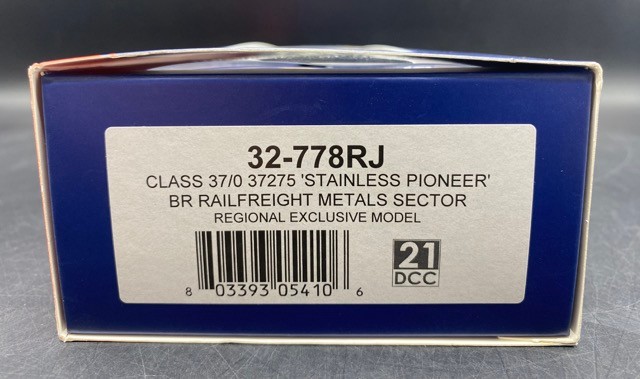 32-778RJ
CLASS 37/0 37275 'STAINLESS PIONEER'
BR RAILFREIGHT METALS SECTOR
REGIONAL EXCLUSIVE MODEL
21
DCC
8 03393 05410 6